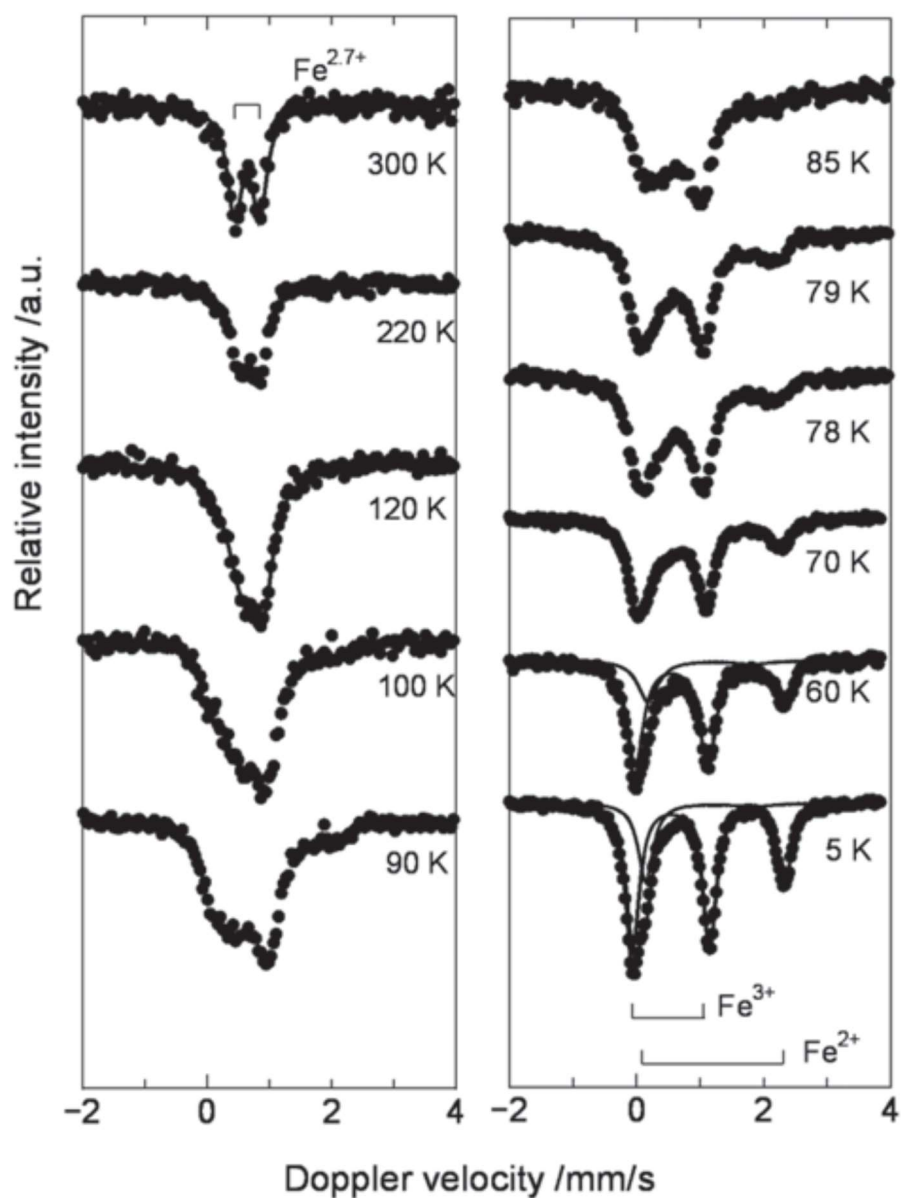 Fe2.7+
300 K
220 K
120 K
100 K
90 K
85 K
79 K
78 K
70 K
60 K
5 K
Fe3+
Fe2+
−2 0 2 4
−2 0 2 4
Relative intensity /a.u.
Doppler velocity /mm/s